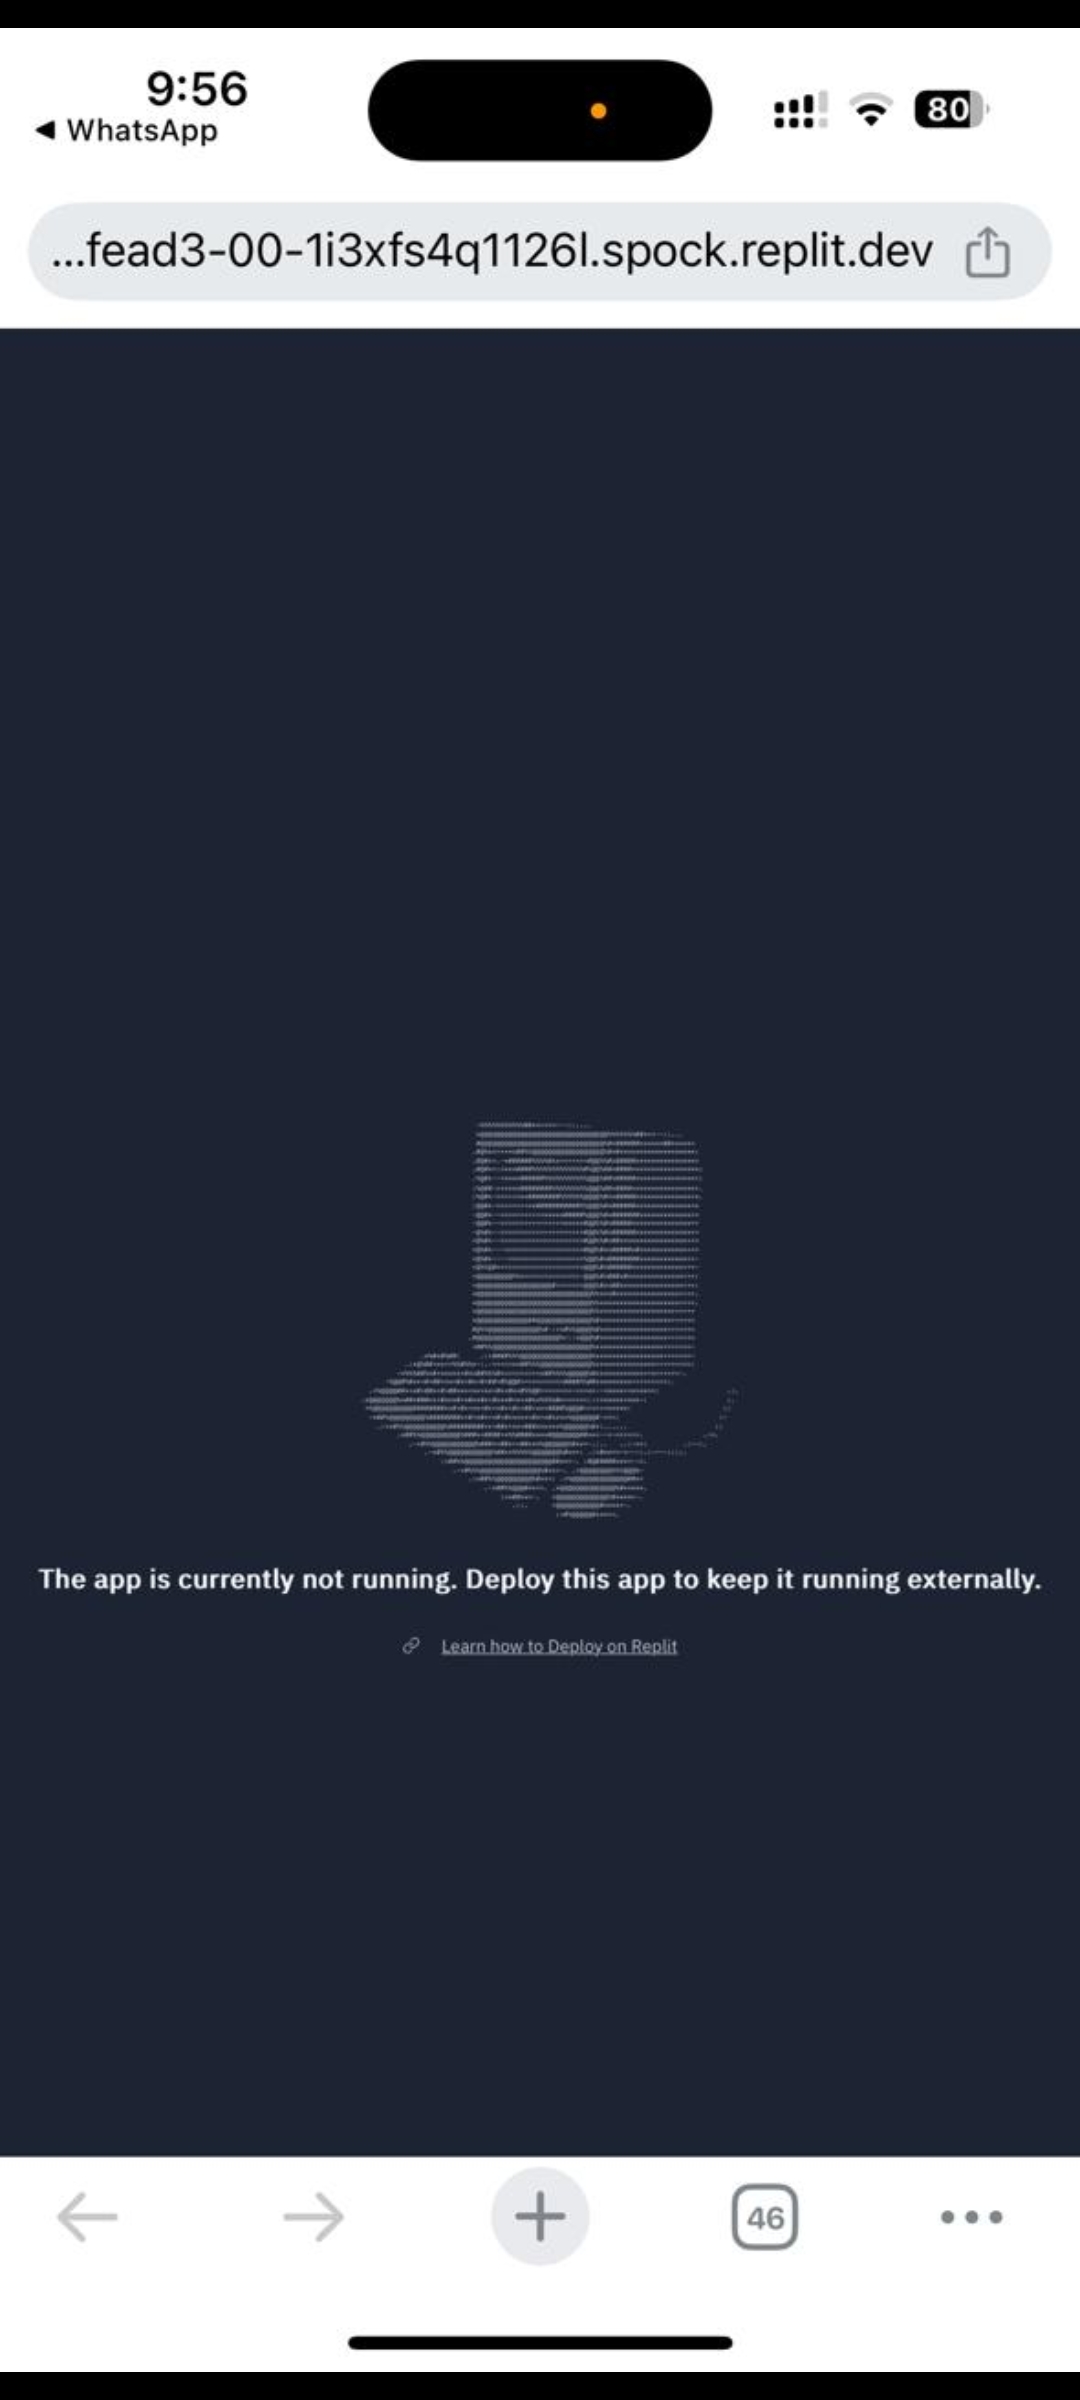 9:56
◀ WhatsApp
80
...fead3-00-1i3xfs4q1126l.spock.replit.dev
The app is currently not running. Deploy this app to keep it running externally.
Learn how to Deploy on Replit
46